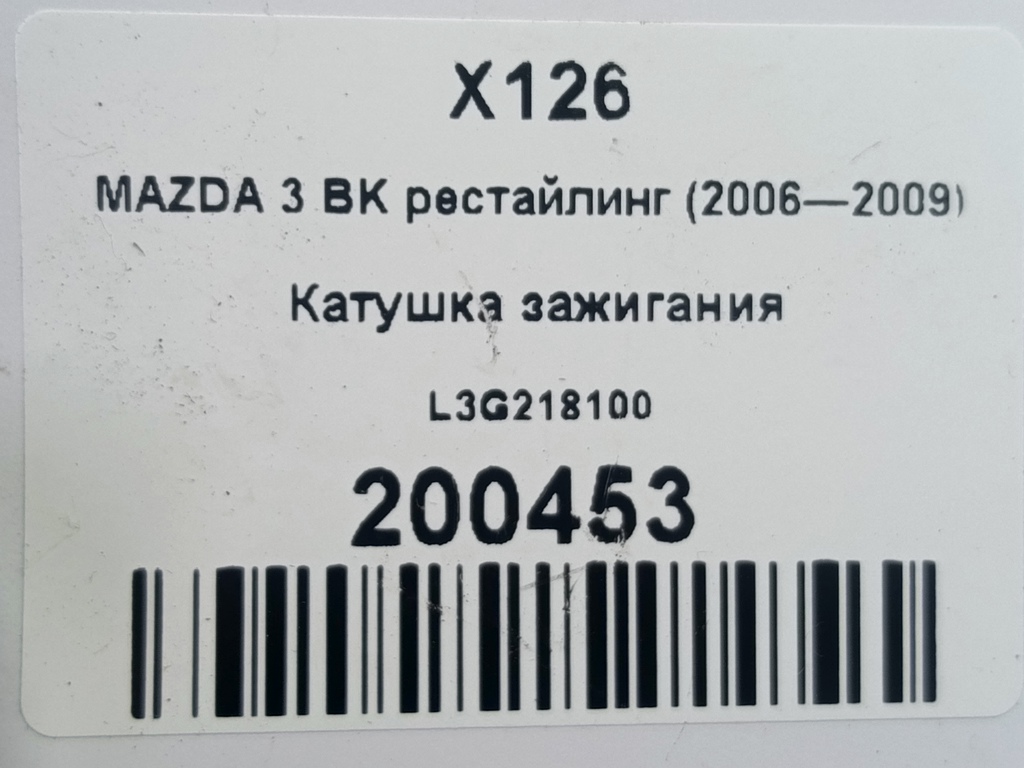 X126
MAZDA 3 BK рестайлинг (2006—2009)
Катушка зажигания
L3G218100
200453